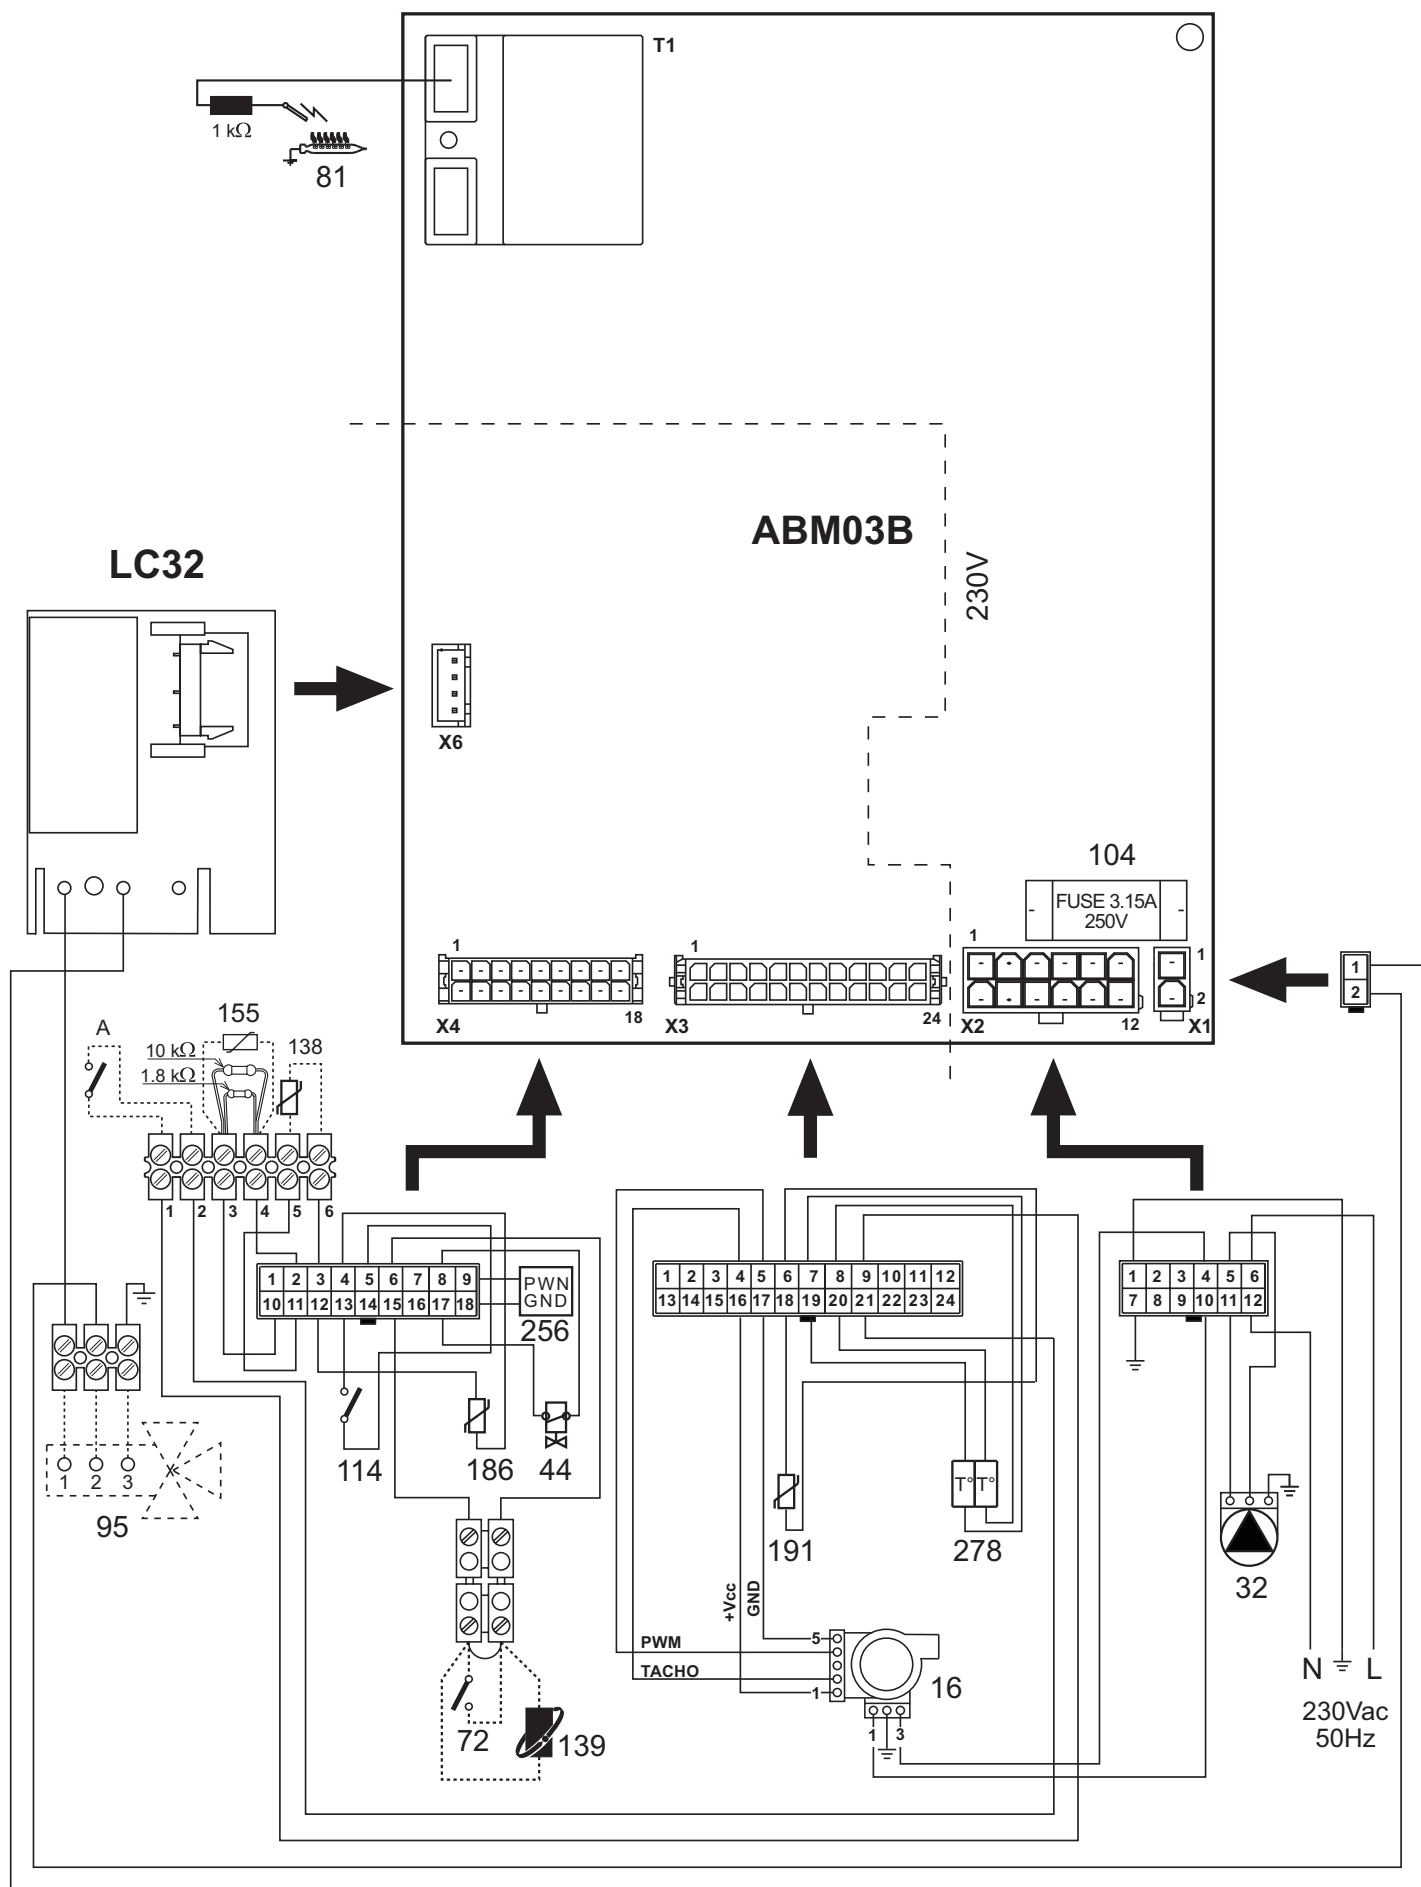 T1
1 kΩ
81
ABM03B
230V
LC32
X6
104
FUSE 3.15A
250V
1
1
1
1
X4
18
X3
24
X2
12
2
X1
1
2
A
155
138
10 kΩ
1.8 kΩ
1 2 3 4 5 6
1 2 3 4 5 6 7 8 9
10 11 12 13 14 15 16 17 18
PWN
GND
256
1 2 3 4 5 6 7 8 9 10 11 12
13 14 15 16 17 18 19 20 21 22 23 24
1 2 3 4 5 6
7 8 9 10 11 12
1 2 3
95
114
186
44
191
T° T°
278
32
+Vcc
GND
PWM
TACHO
5
1
16
1 3
72
139
N L
230Vac
50Hz